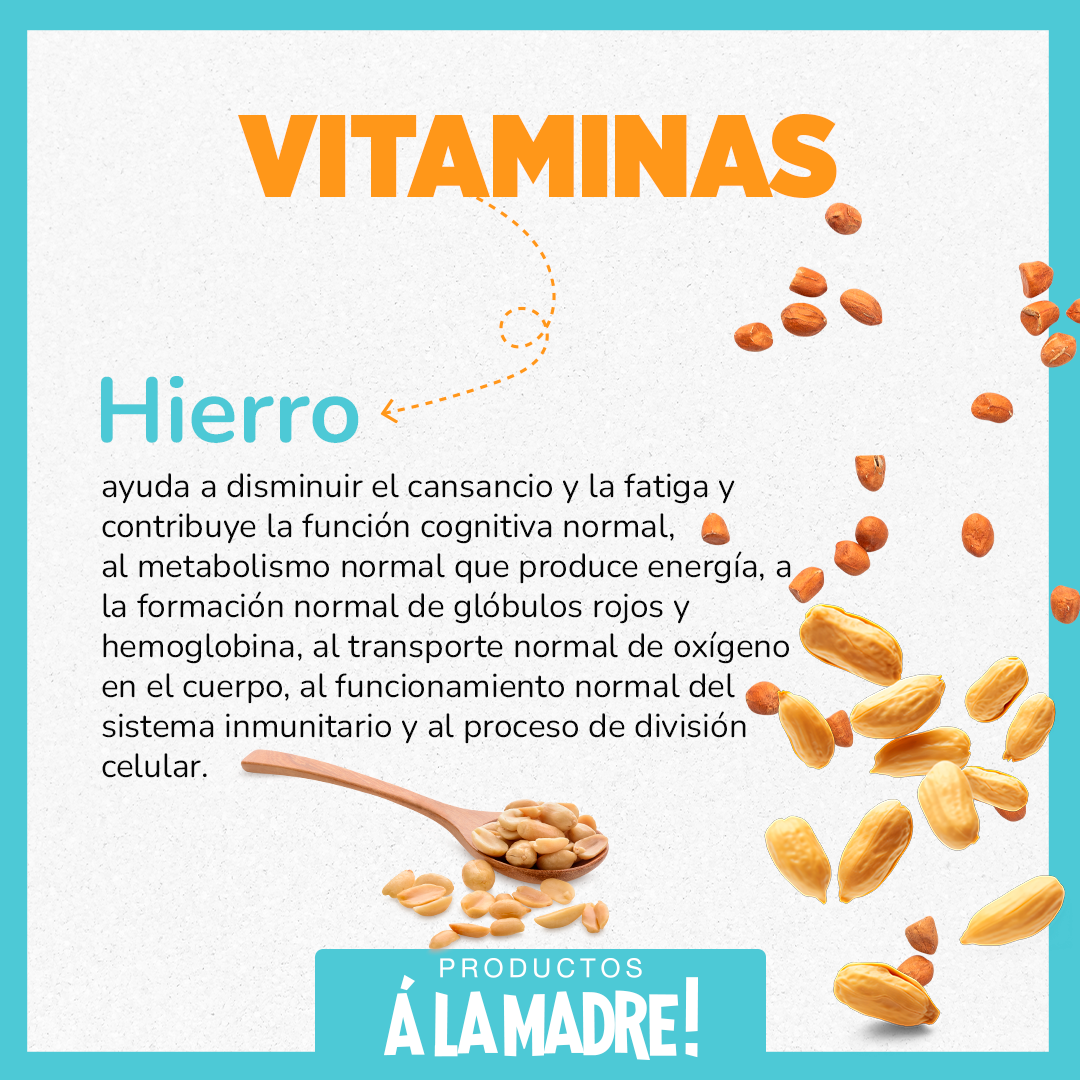 VITAMINAS
Hierro
ayuda a disminuir el cansancio y la fatiga y
contribuye la función cognitiva normal,
al metabolismo normal que produce energía, a
la formación normal de glóbulos rojos y
hemoglobina, al transporte normal de oxígeno
en el cuerpo, al funcionamiento normal del
sistema inmunitario y al proceso de división
celular.
PRODUCTOS
Á LA MADRE!